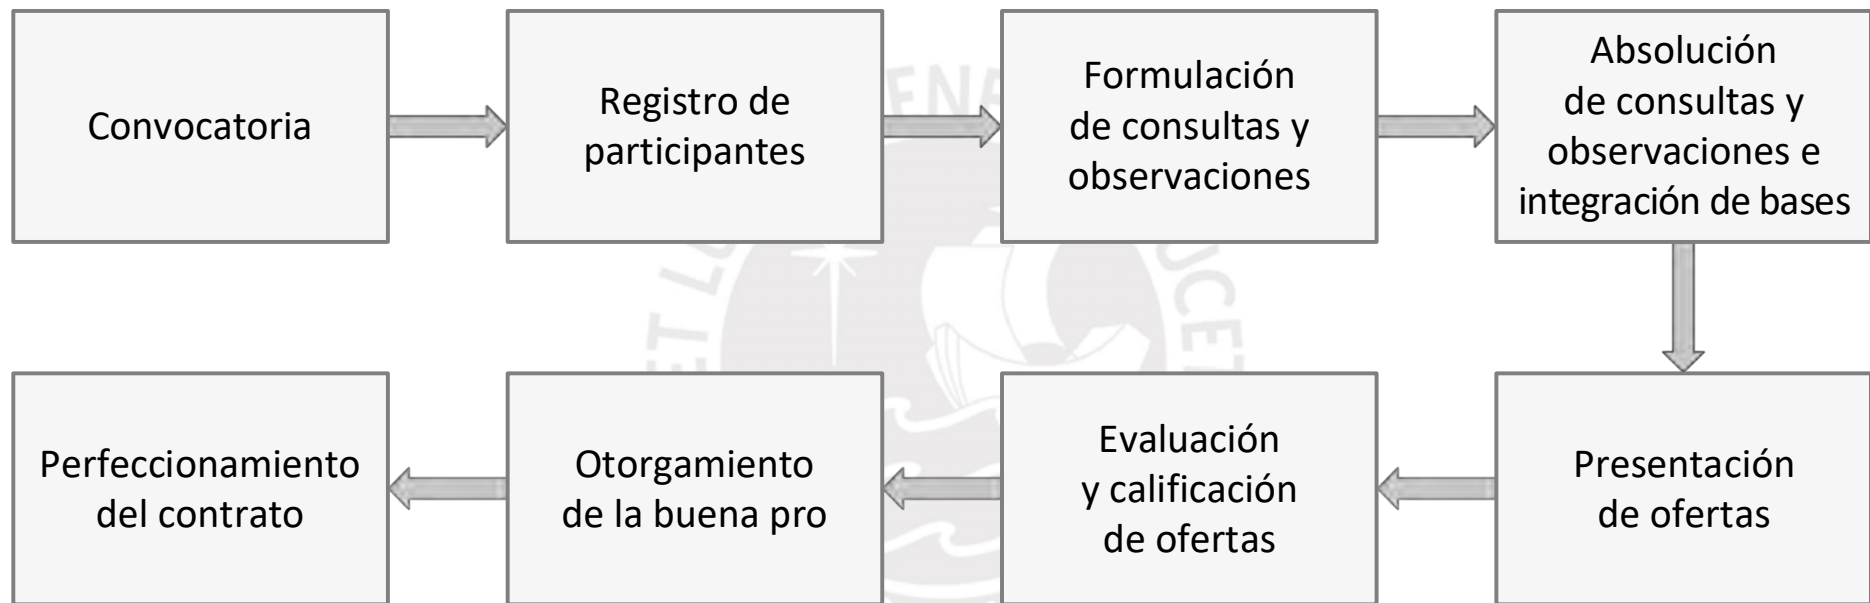 Convocatoria
Registro de
participantes
Formulación
de consultas y
observaciones
Absolución
de consultas y
observaciones e
integración de bases
Presentación
de ofertas
Evaluación
y calificación
de ofertas
Otorgamiento
de la buena pro
Perfeccionamiento
del contrato